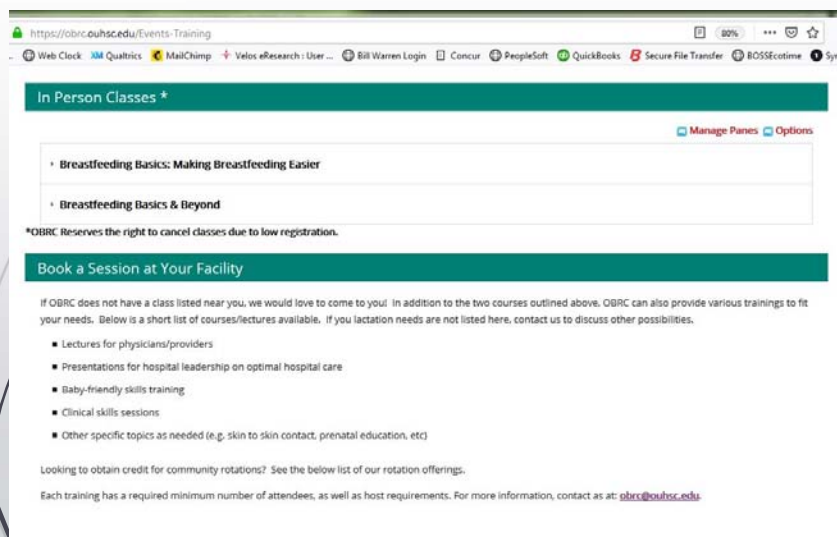 https://obrc.ouhsc.edu/Events-Training
80%
Web Clock XM Qualtrics MailChimp Velos eResearch : User ... Bill Warren Login Concur PeopleSoft QuickBooks Secure File Transfer BOSSEcotime
In Person Classes *
Manage Panes Options
Breastfeeding Basics: Making Breastfeeding Easier
Breastfeeding Basics & Beyond
*OBRC Reserves the right to cancel classes due to low registration.
Book a Session at Your Facility
If OBRC does not have a class listed near you, we would love to come to you! In addition to the two courses outlined above, OBRC can also provide various trainings to fit
your needs. Below is a short list of courses/lectures available. If you lactation needs are not listed here, contact us to discuss other possibilities.
Lectures for physicians/providers
Presentations for hospital leadership on optimal hospital care
Baby-friendly skills training
Clinical skills sessions
Other specific topics as needed (e.g. skin to skin contact, prenatal education, etc)
Looking to obtain credit for community rotations? See the below list of our rotation offerings.
Each training has a required minimum number of attendees, as well as host requirements. For more information, contact as at: obrc@ouhsc.edu.